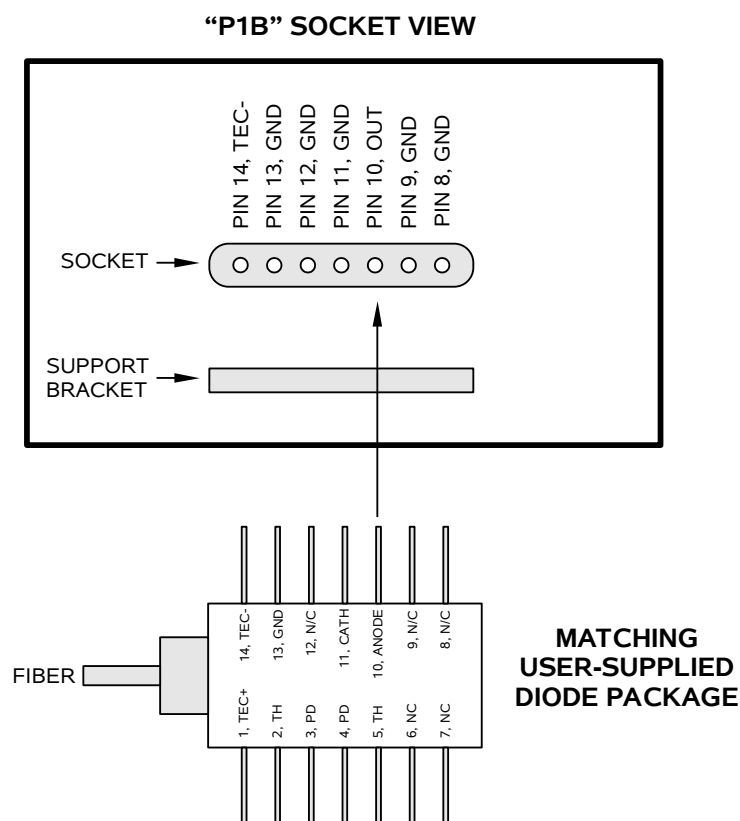 “P1B” SOCKET VIEW
PIN 14, TEC-
PIN 13, GND
PIN 12, GND
PIN 11, GND
PIN 10, OUT
PIN 9, GND
PIN 8, GND
SOCKET
SUPPORT
BRACKET
14, TEC-
13, GND
12, N/C
11, CATH
10, ANODE
9, N/C
8, N/C
FIBER
1, TEC+
2, TH
3, PD
4, PD
5, TH
6, NC
7, NC
MATCHING
USER-SUPPLIED
DIODE PACKAGE